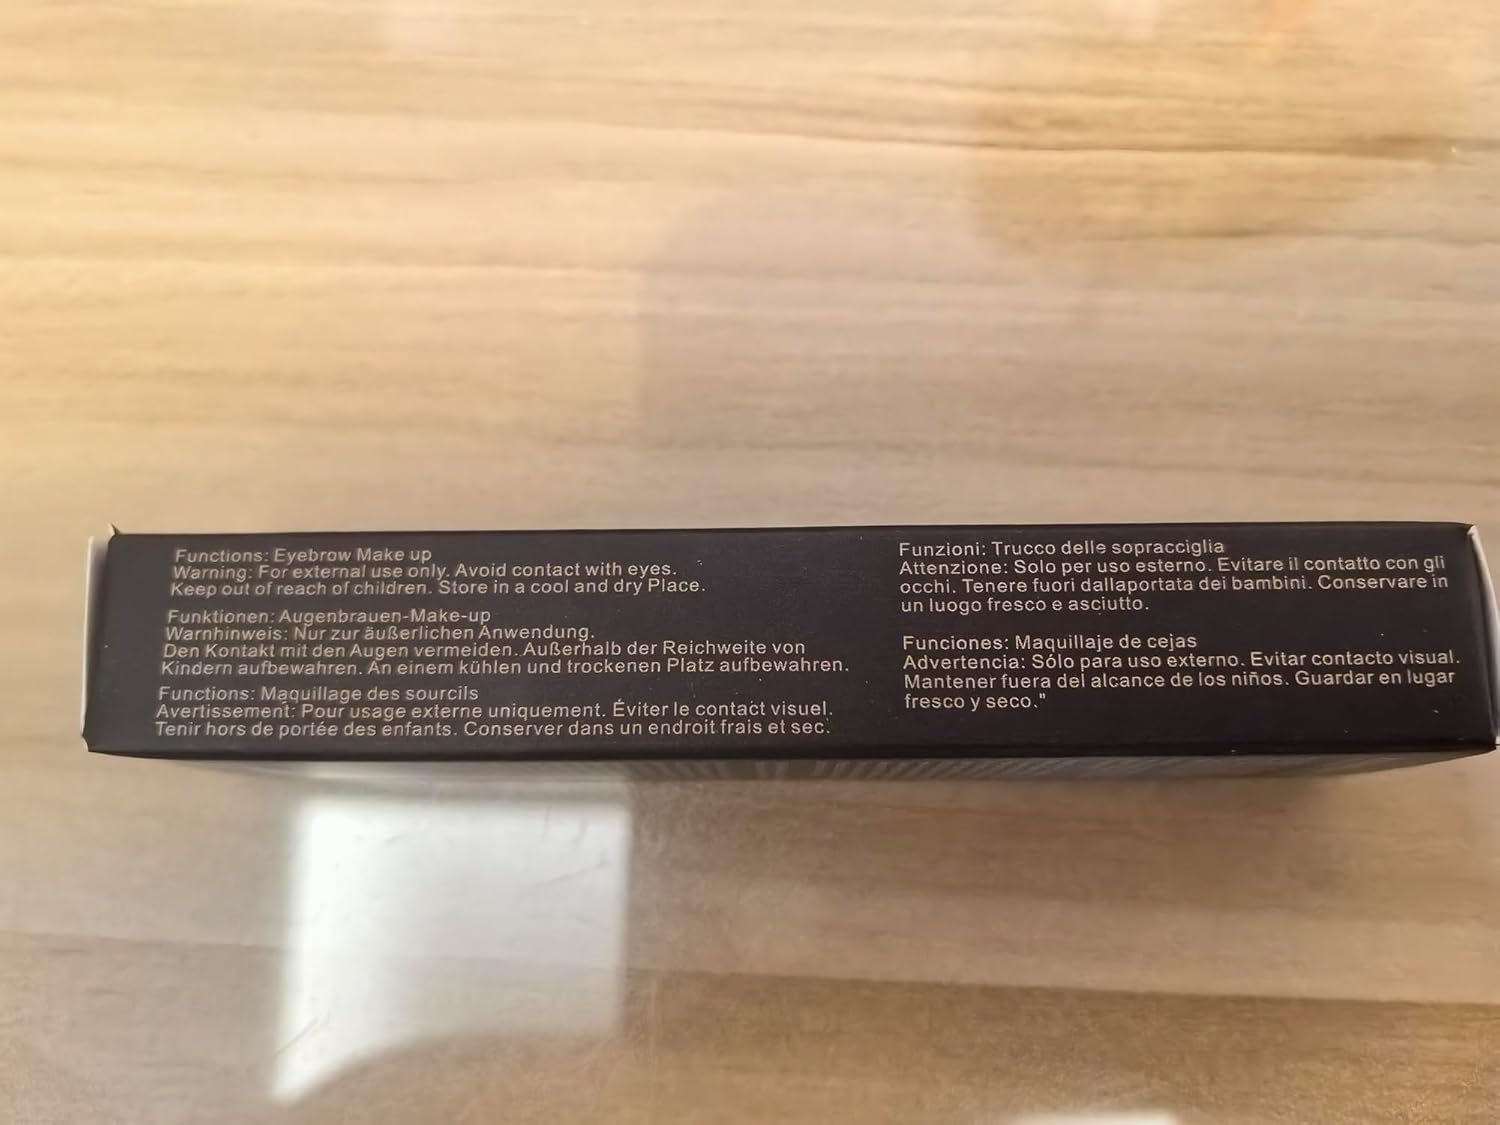 Functions: Eyebrow Make up
Warning: For external use only. Avoid contact with eyes.
Keep out of reach of children. Store in a cool and dry Place.
Funktionen: Augenbrauen-Make-up
Warnhinweis: Nur zur äußerlichen Anwendung.
Den Kontakt mit den Augen vermeiden. Außerhalb der Reichweite von
Kindern aufbewahren. An einem kühlen und trockenen Platz aufbewahren.
Functions: Maquillage des sourcils
Avertissement: Pour usage externe uniquement. Éviter le contact visuel.
Tenir hors de portée des enfants. Conserver dans un endroit frais et sec.
Funzioni: Trucco delle sopracciglia
Attenzione: Solo per uso esterno. Evitare il contatto con gli
occhi. Tenere fuori dallaportata dei bambini. Conservare in
un luogo fresco e asciutto.
Funciones: Maquillaje de cejas
Advertencia: Sólo para uso externo. Evitar contacto visual.
Mantener fuera del alcance de los niños. Guardar en lugar
fresco y seco."